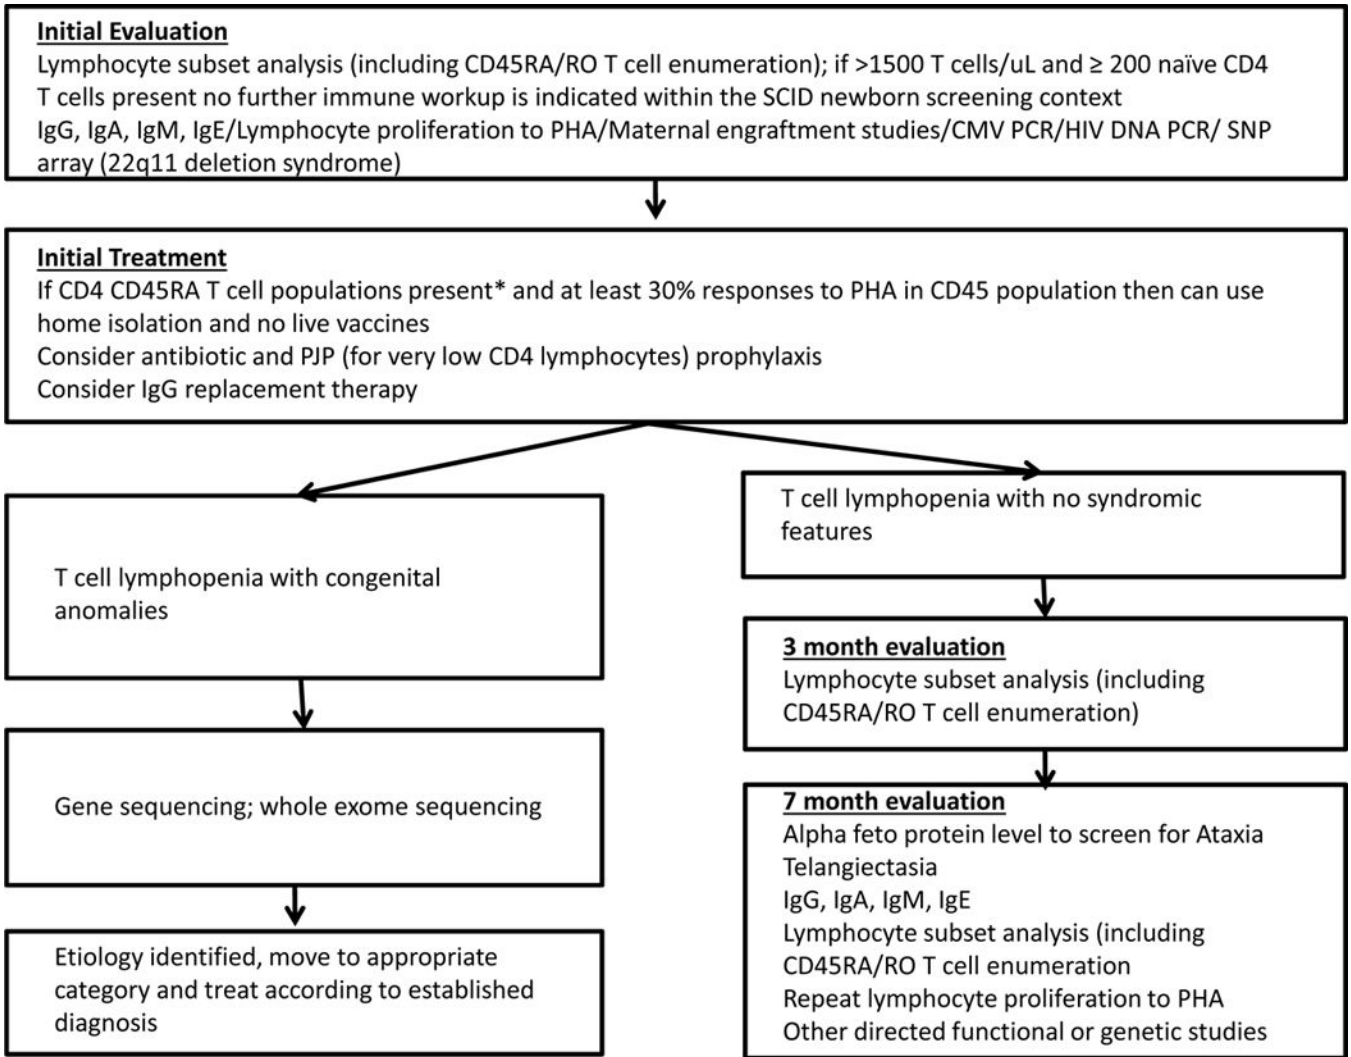 Initial Evaluation
Lymphocyte subset analysis (including CD45RA/RO T cell enumeration); if >1500 T cells/uL and ≥ 200 naïve CD4
T cells present no further immune workup is indicated within the SCID newborn screening context
IgG, IgA, IgM, IgE/Lymphocyte proliferation to PHA/Maternal engraftment studies/CMV PCR/HIV DNA PCR/ SNP
array (22q11 deletion syndrome)
Initial Treatment
If CD4 CD45RA T cell populations present* and at least 30% responses to PHA in CD45 population then can use
home isolation and no live vaccines
Consider antibiotic and PJP (for very low CD4 lymphocytes) prophylaxis
Consider IgG replacement therapy
T cell lymphopenia with congenital
anomalies
Gene sequencing; whole exome sequencing
Etiology identified, move to appropriate
category and treat according to established
diagnosis
T cell lymphopenia with no syndromic
features
3 month evaluation
Lymphocyte subset analysis (including
CD45RA/RO T cell enumeration)
7 month evaluation
Alpha feto protein level to screen for Ataxia
Telangiectasia
IgG, IgA, IgM, IgE
Lymphocyte subset analysis (including
CD45RA/RO T cell enumeration
Repeat lymphocyte proliferation to PHA
Other directed functional or genetic studies